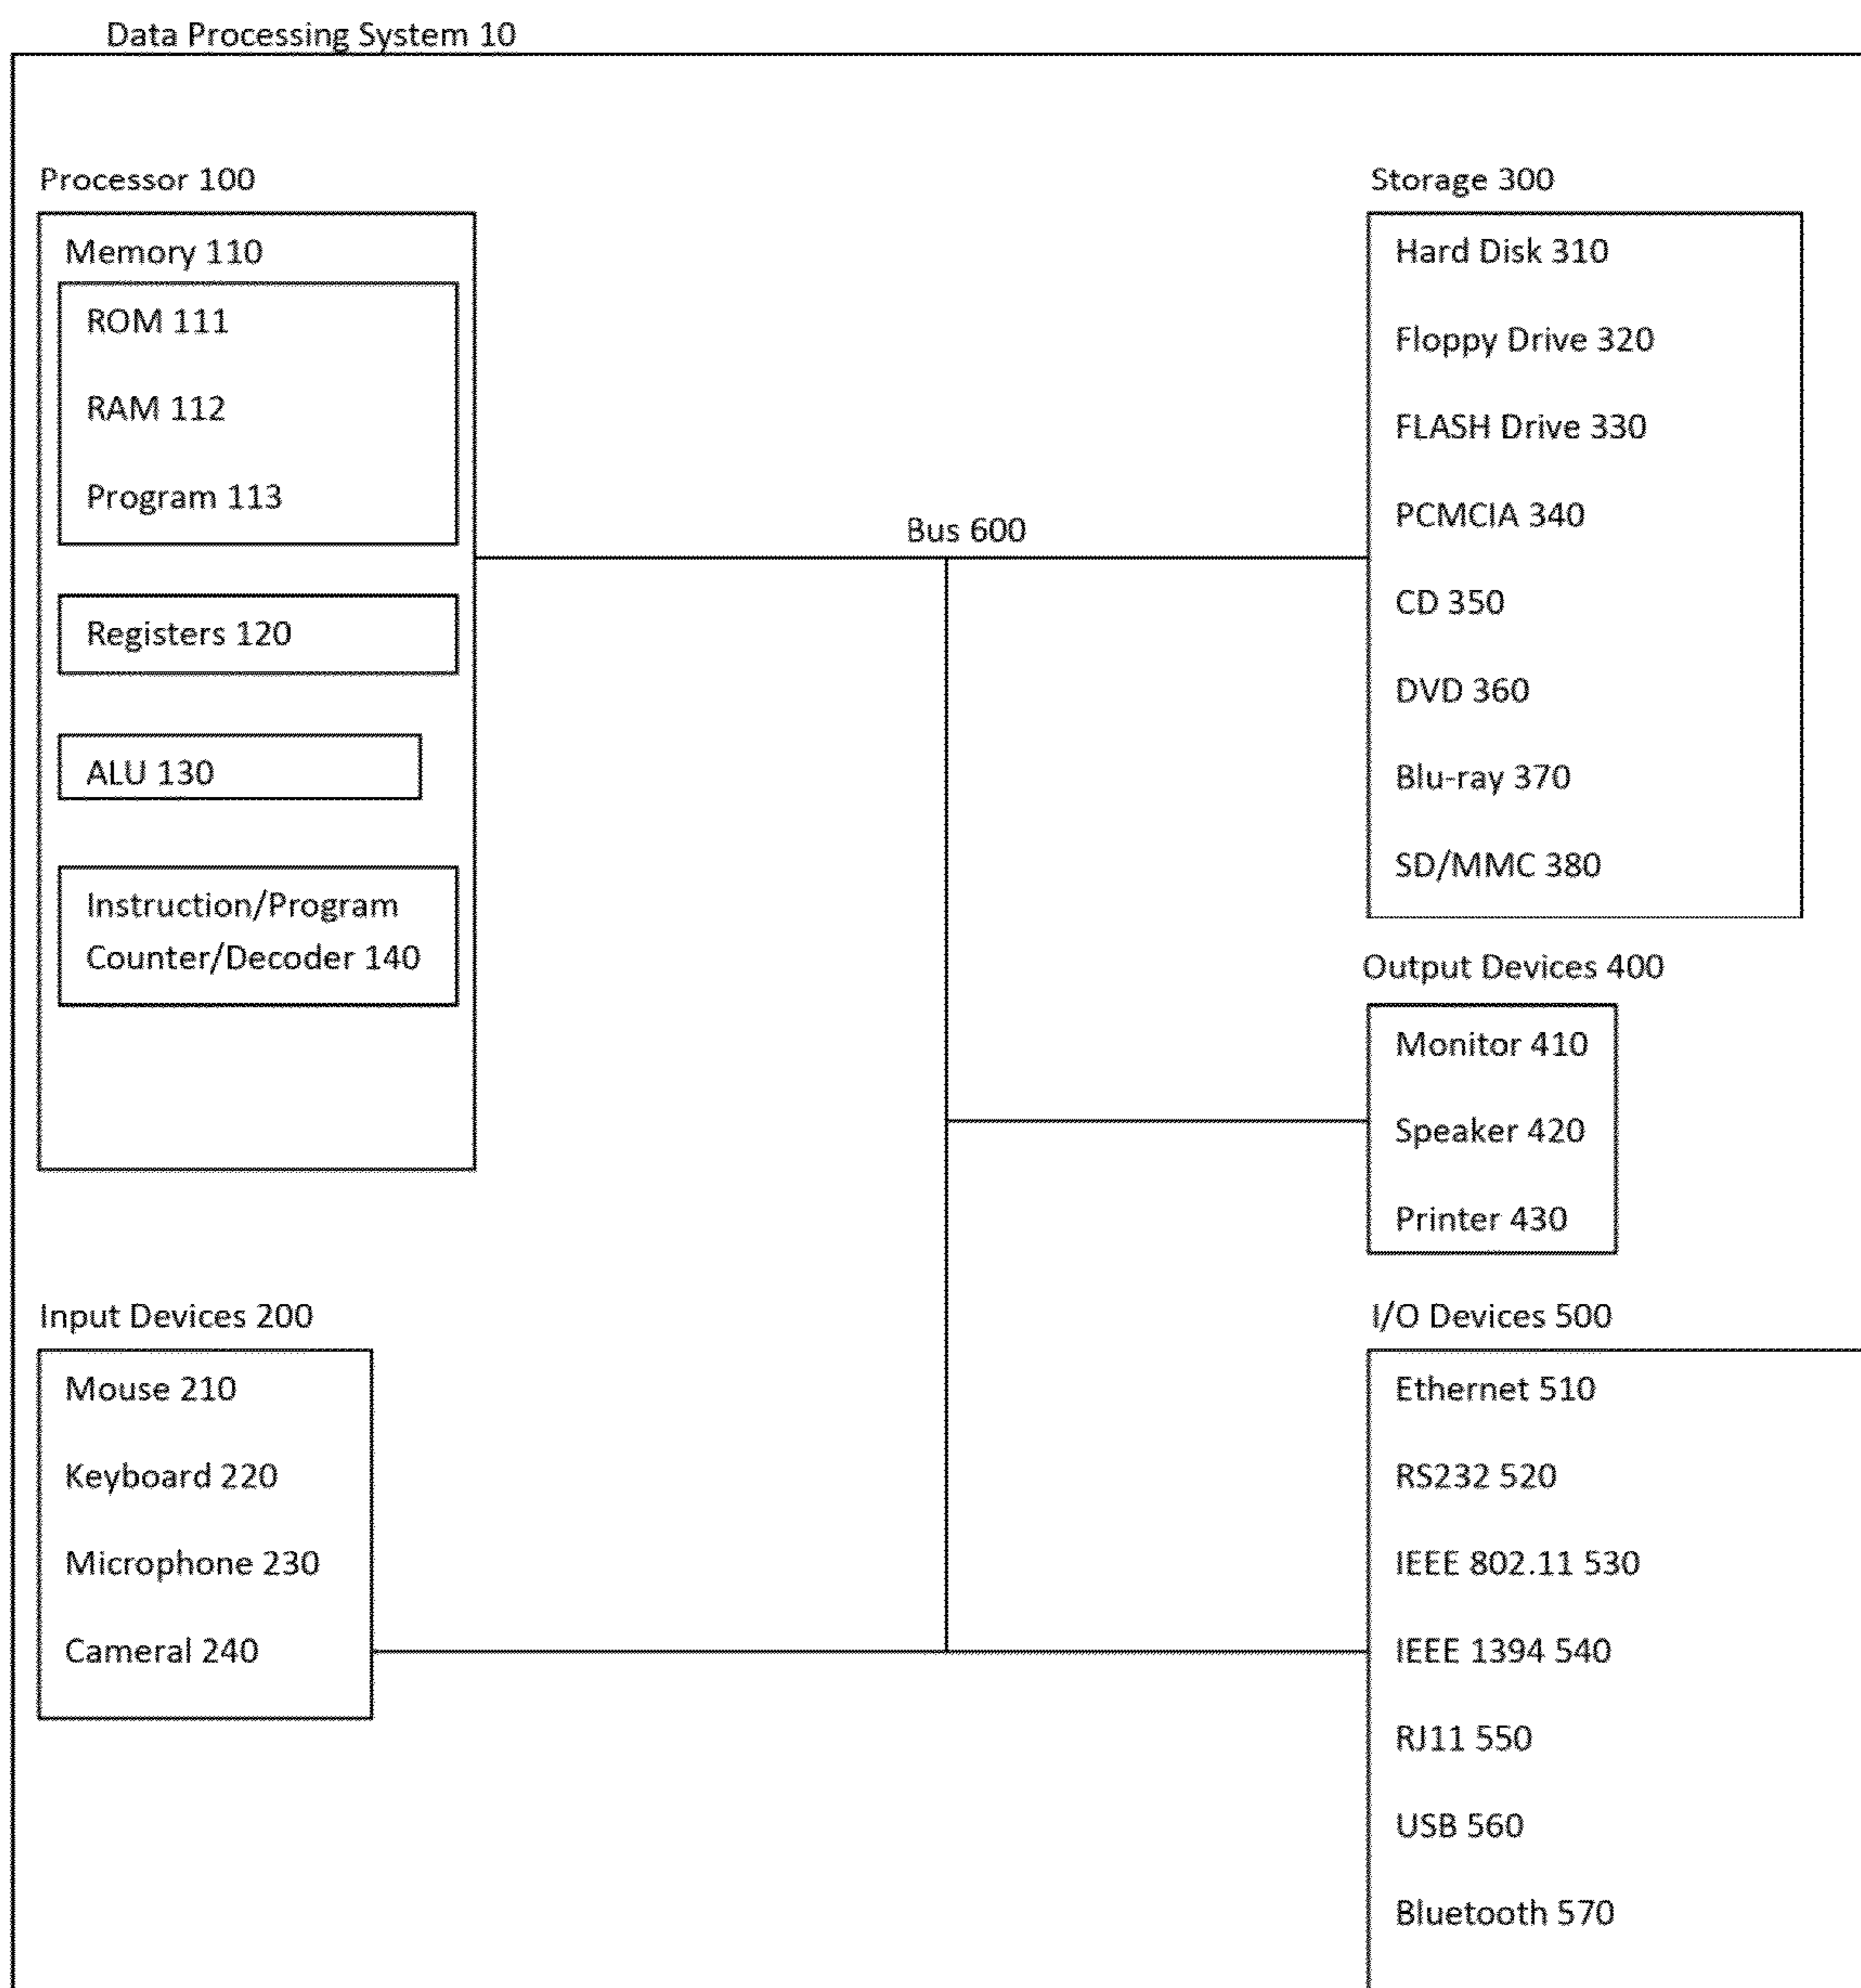 Data Processing System 10
Processor 100
Memory 110
ROM 111
RAM 112
Program 113
Registers 120
ALU 130
Instruction/Program
Counter/Decoder 140
Input Devices 200
Mouse 210
Keyboard 220
Microphone 230
Cameral 240
Bus 600
Storage 300
Hard Disk 310
Floppy Drive 320
FLASH Drive 330
PCMCIA 340
CD 350
DVD 360
Blu-ray 370
SD/MMC 380
Output Devices 400
Monitor 410
Speaker 420
Printer 430
I/O Devices 500
Ethernet 510
RS232 520
IEEE 802.11 530
IEEE 1394 540
RJ11 550
USB 560
Bluetooth 570